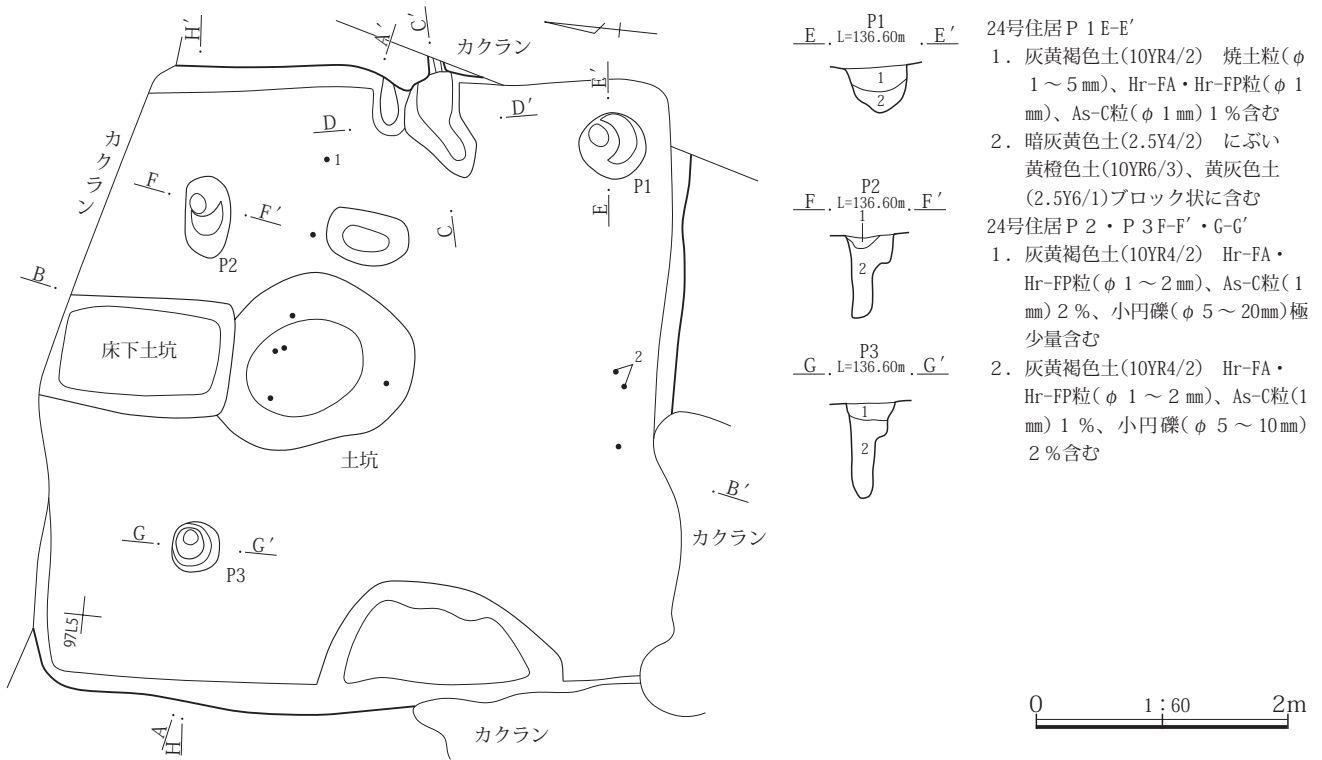 H′
A′
C′
カクラン
E′
D
D′
1
カクラン
F
F′
P1
E
C
P2
B
床下土坑
2
土坑
B′
カクラン
G
G′
P3
97L5
A
H
カクラン
P1
E L=136.60m E′
1
2
P2
F L=136.60m F′
1
2
P3
G L=136.60m G′
1
2
24号住居Ｐ１E-E′
1．灰黄褐色土(10YR4/2)　焼土粒(φ
１～５㎜)、Hr-FA・Hr-FP粒(φ１
㎜)、As-C粒(φ１㎜)１％含む
2．暗灰黄色土(2.5Y4/2)　にぶい
黄橙色土(10YR6/3)、黄灰色土
(2.5Y6/1)ブロック状に含む
24号住居Ｐ２・Ｐ３F-F′・G-G′
1．灰黄褐色土(10YR4/2)　Hr-FA・
Hr-FP粒(φ１～２㎜)、As-C粒(1
㎜)２％、小円礫(φ５～20㎜)極
少量含む
2．灰黄褐色土(10YR4/2)　Hr-FA・
Hr-FP粒(φ１～２㎜)、As-C粒(1
㎜)１％、小円礫(φ５～10㎜)
２％含む
0 1：60 2m